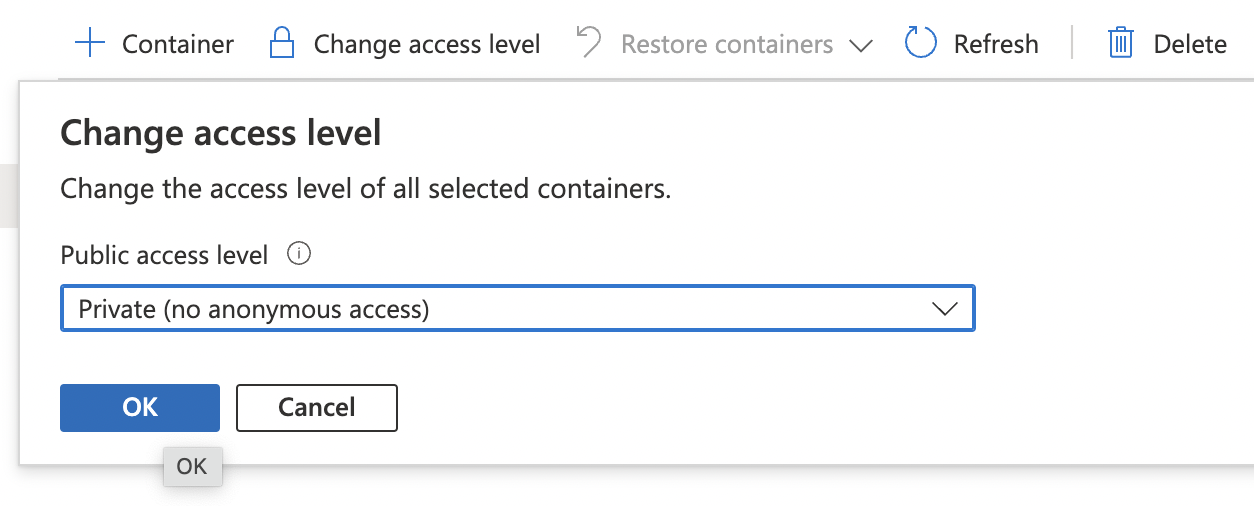 Container Change access level Restore containers Refresh Delete
Change access level
Change the access level of all selected containers.
Public access level
Private (no anonymous access)
OK Cancel
OK